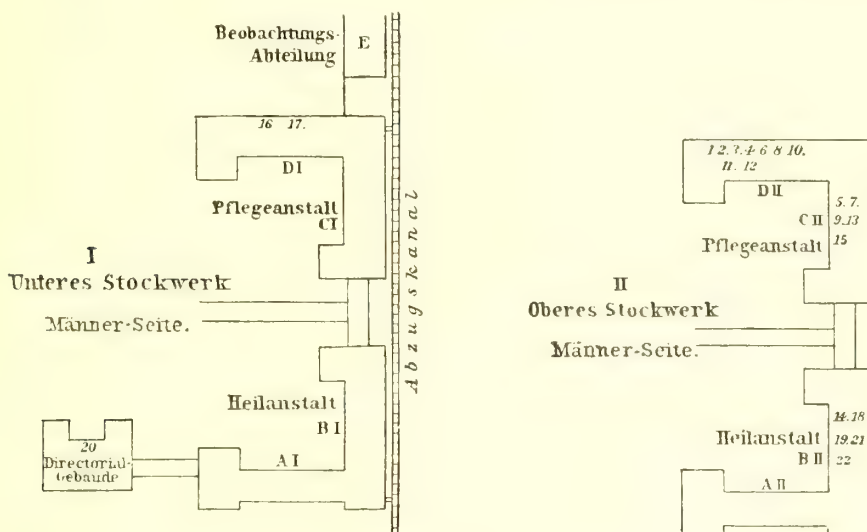 Beobachtungs-
Abteilung
E
16 17.
D I
Pflegeanstalt
C I
I
Unteres Stockwerk
Männer-Seite.
Abzugskanal
Heilanstalt
B I
A I
20
Directorial-
Gebäude
1 2. 3. 4. 6 8 10.
11. 12
D II
5. 7.
C II 9.13
Pflegeanstalt 15
II
Oberes Stockwerk
Männer-Seite.
14.18
Heilanstalt 19.21
B II 22
A II